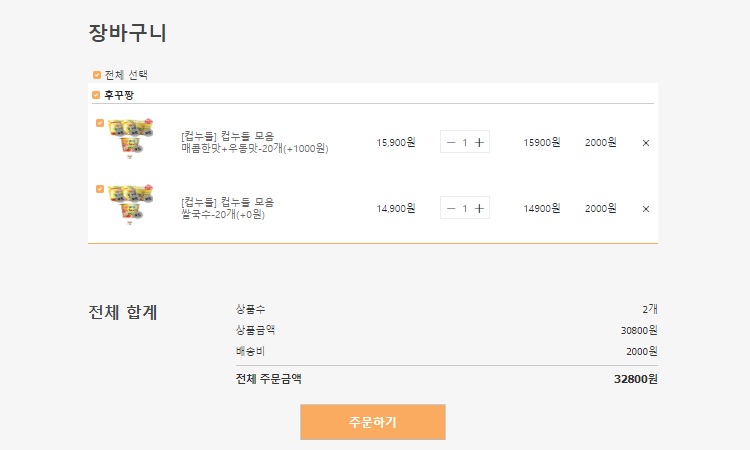 장바구니
전체 선택
후꾸짱
[컵누들] 컵누들 모음
매콤한맛+우동맛-20개(+1000원)
15,900원 − 1 + 15900원 2000원 ×
[컵누들] 컵누들 모음
쌀국수-20개(+0원)
14,900원 − 1 + 14900원 2000원 ×
전체 합계
상품수 2개
상품금액 30800원
배송비 2000원
전체 주문금액 32800원
주문하기